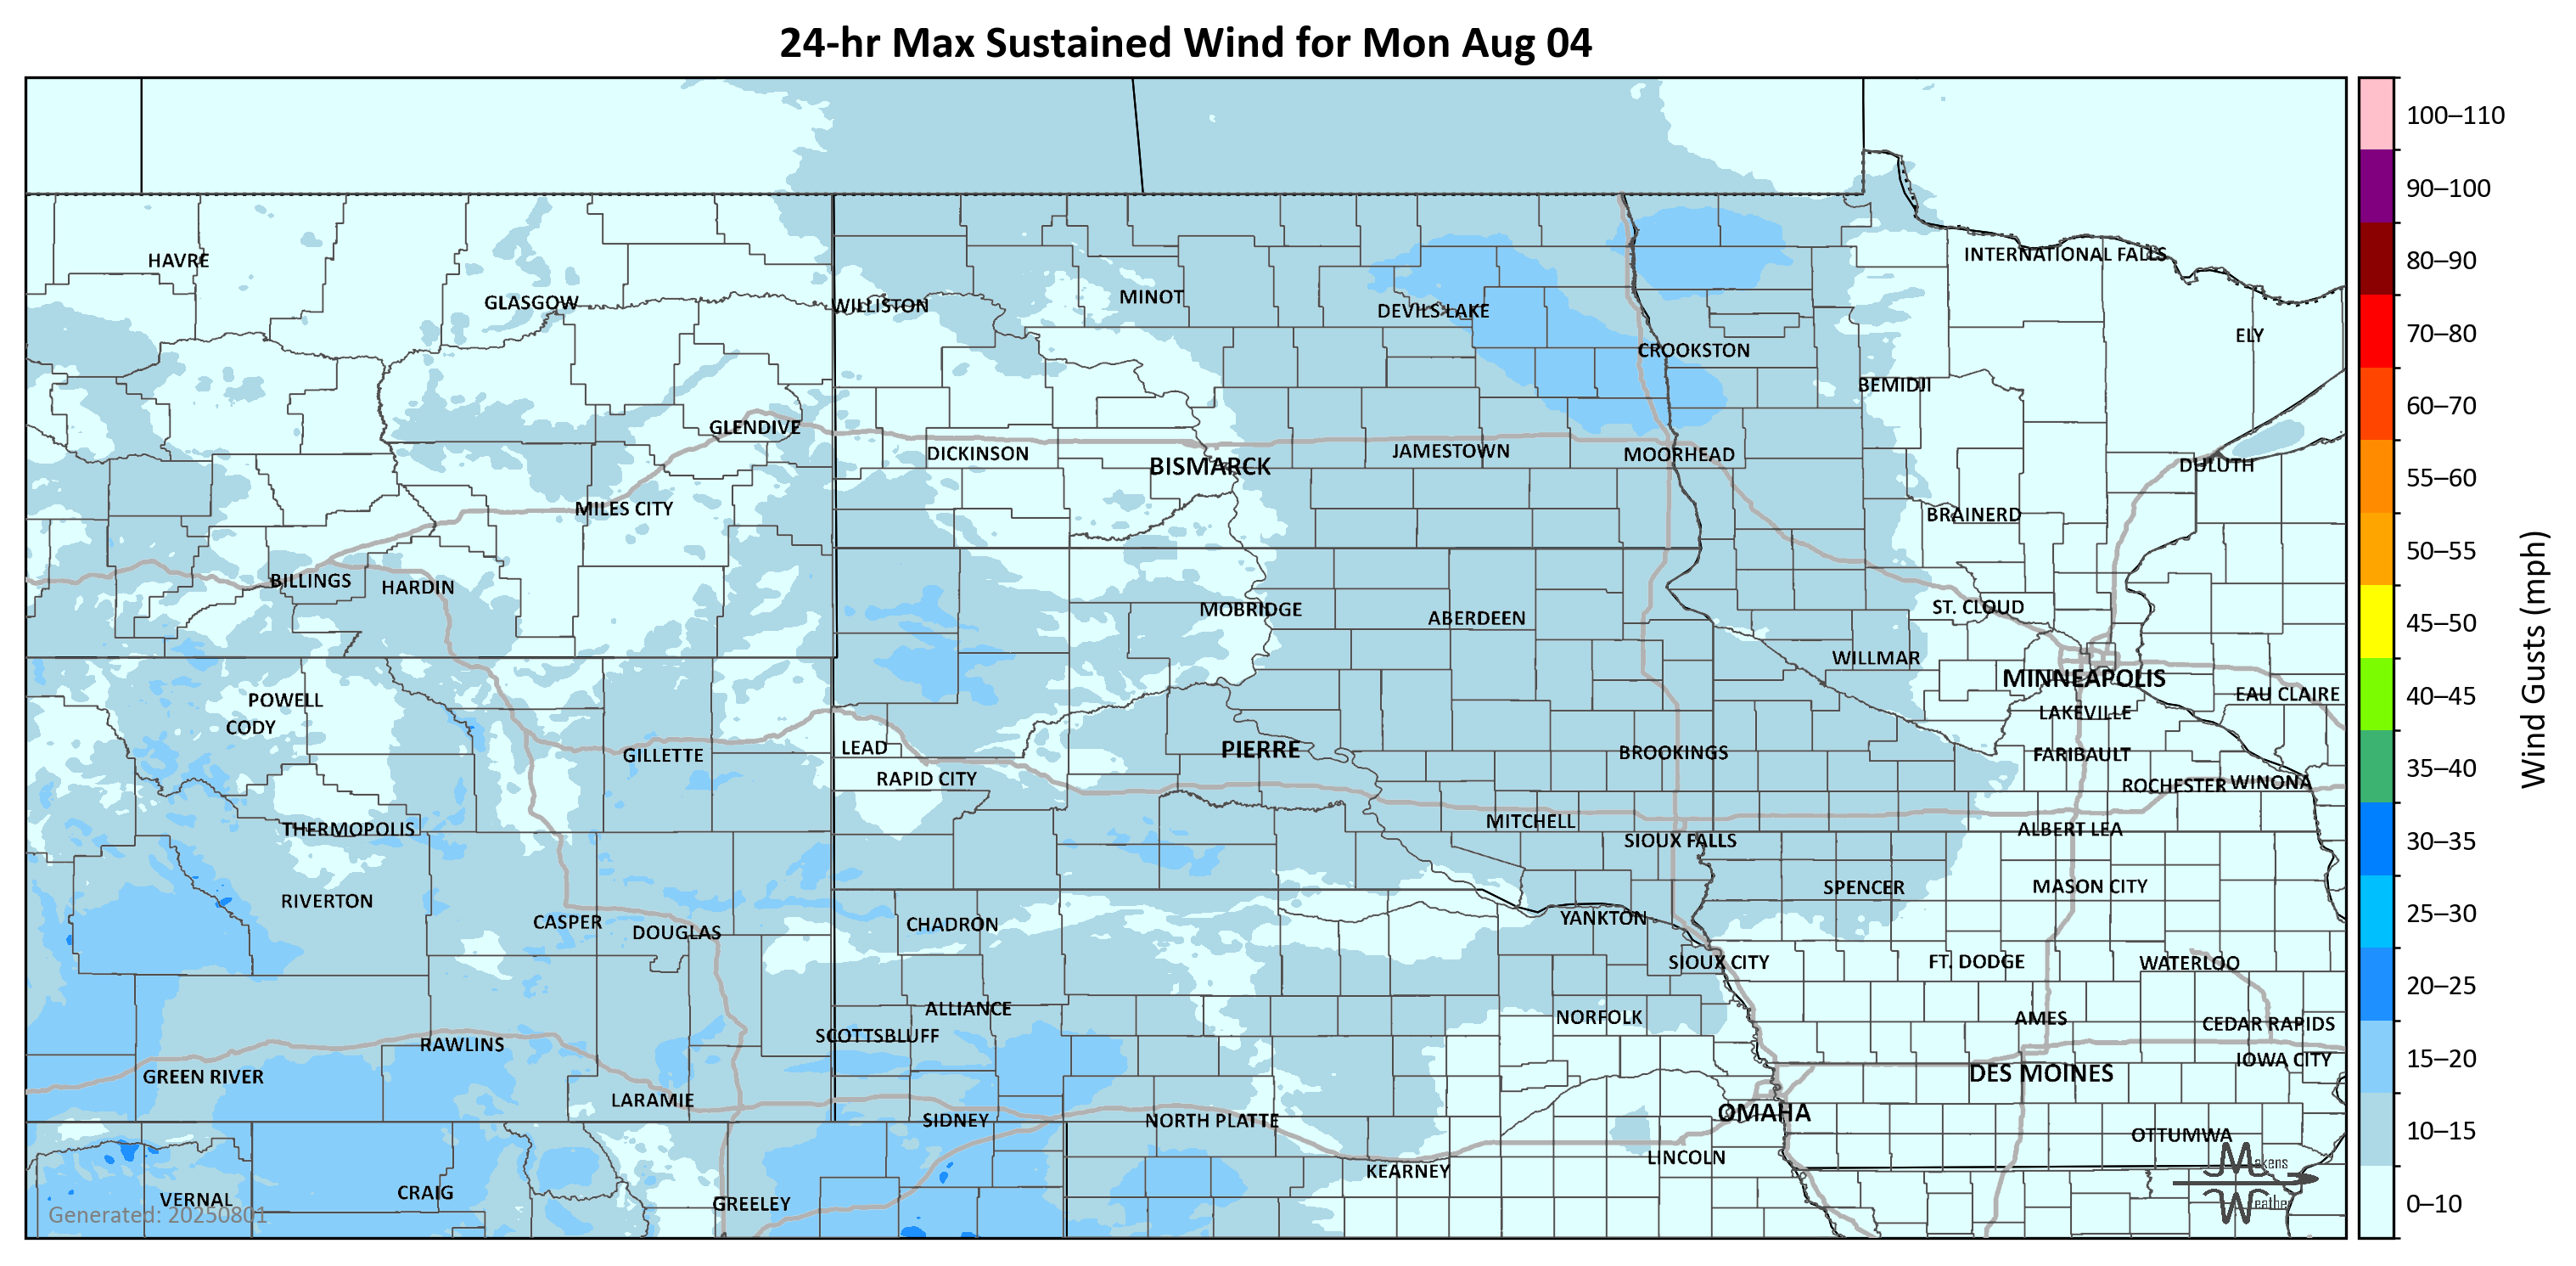 24-hr Max Sustained Wind for Mon Aug 04
100–110
90–100
80–90
70–80
60–70
55–60
50–55
45–50
40–45
35–40
30–35
25–30
20–25
15–20
10–15
0–10
Wind Gusts (mph)
HAVRE
INTERNATIONAL FALLS
GLASGOW
WILLISTON
MINOT
DEVILS LAKE
ELY
CROOKSTON
BEMIDJI
GLENDIVE
DICKINSON
BISMARCK
JAMESTOWN
MOORHEAD
DULUTH
MILES CITY
BRAINERD
BILLINGS
HARDIN
MOBRIDGE
ABERDEEN
ST. CLOUD
WILLMAR
MINNEAPOLIS
POWELL
EAU CLAIRE
CODY
LAKEVILLE
GILLETTE
LEAD
PIERRE
BROOKINGS
FARIBAULT
RAPID CITY
ROCHESTER
WINONA
THERMOPOLIS
MITCHELL
SIOUX FALLS
ALBERT LEA
RIVERTON
SPENCER
MASON CITY
CASPER
DOUGLAS
CHADRON
YANKTON
SIOUX CITY
FT. DODGE
WATERLOO
ALLIANCE
NORFOLK
AMES
CEDAR RAPIDS
RAWLINS
SCOTTSBLUFF
IOWA CITY
GREEN RIVER
DES MOINES
LARAMIE
SIDNEY
NORTH PLATTE
OMAHA
OTTUMWA
KEARNEY
LINCOLN
VERNAL
CRAIG
GREELEY
Makens
Weather
Generated: 20250801